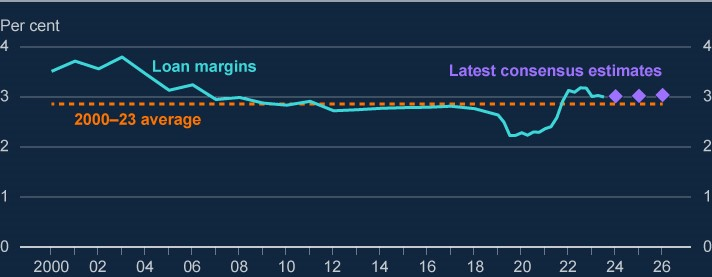 Per cent
4 4
Loan margins
Latest consensus estimates
3 3
2000–23 average
2 2
1 1
0 0
2000 02 04 06 08 10 12 14 16 18 20 22 24 26